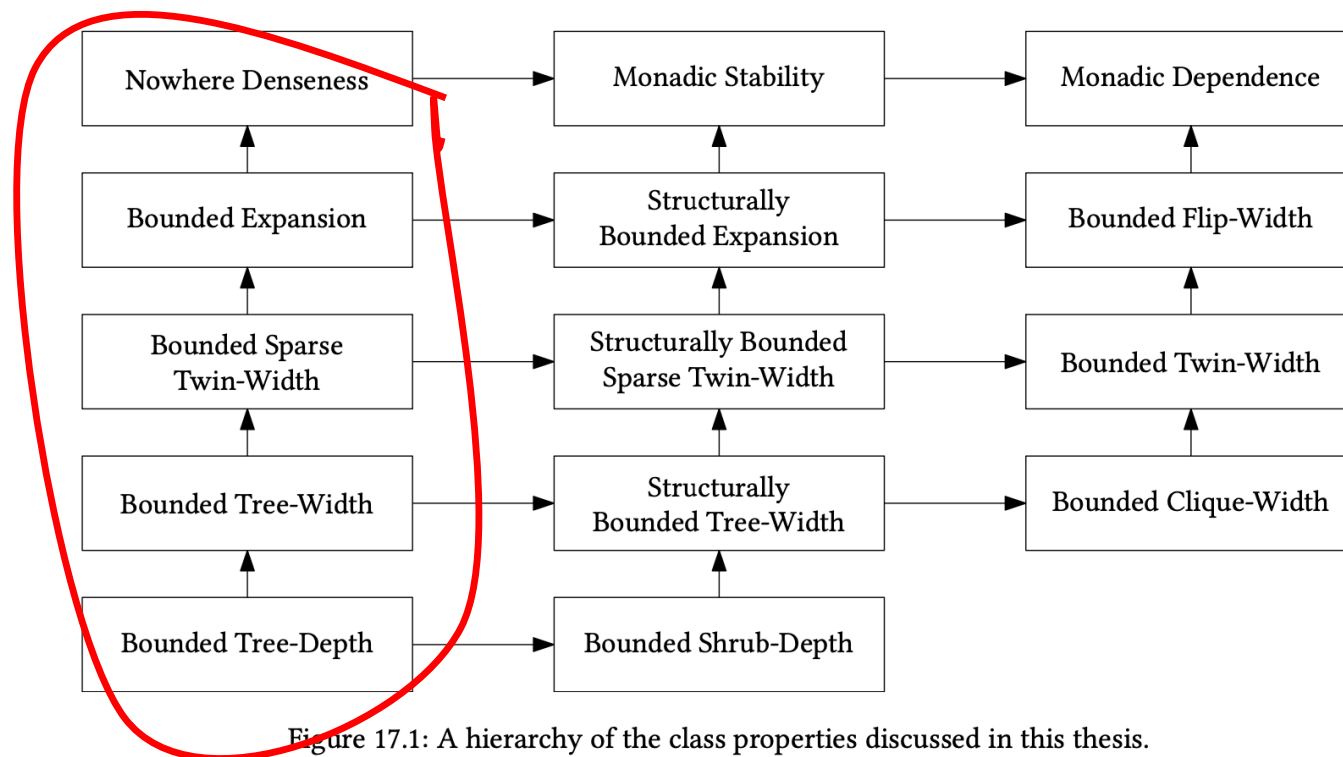 Nowhere Denseness
Monadic Stability
Monadic Dependence
Bounded Expansion
Structurally
Bounded Expansion
Bounded Flip-Width
Bounded Sparse
Twin-Width
Structurally Bounded
Sparse Twin-Width
Bounded Twin-Width
Bounded Tree-Width
Structurally
Bounded Tree-Width
Bounded Clique-Width
Bounded Tree-Depth
Bounded Shrub-Depth
Figure 17.1: A hierarchy of the class properties discussed in this thesis.